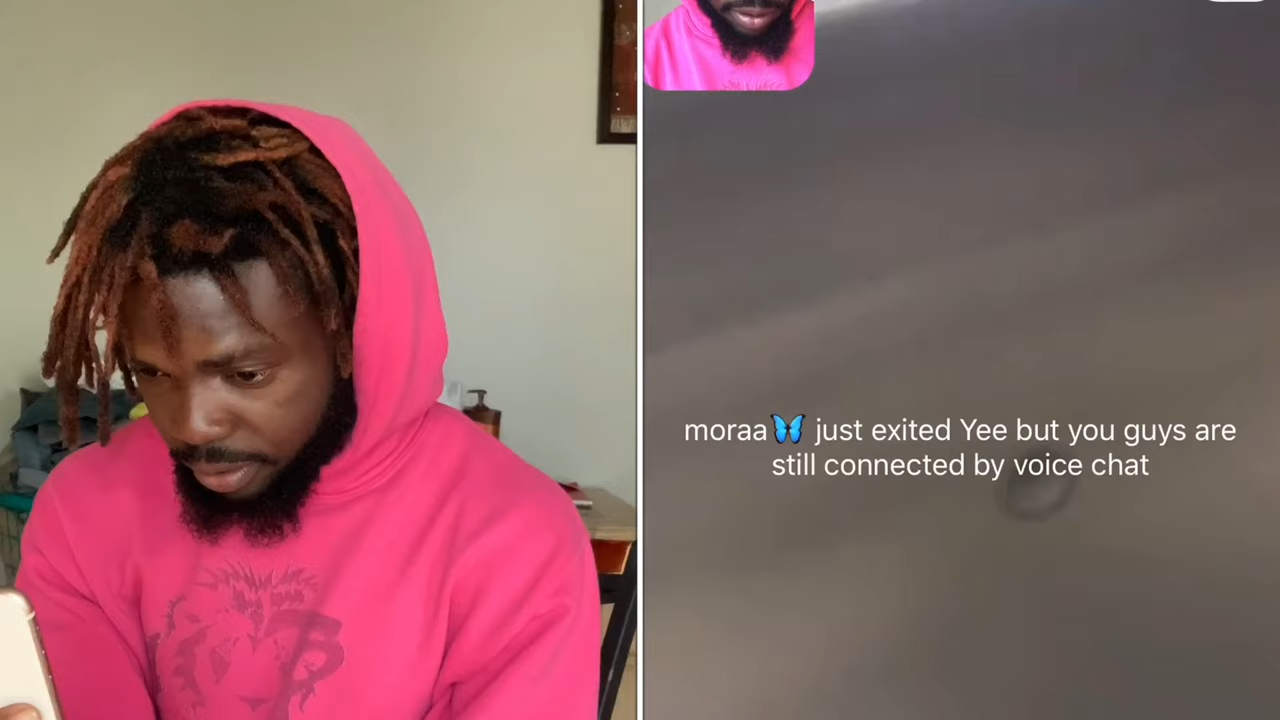 moraa🦋 just exited Yee but you guys are
still connected by voice chat